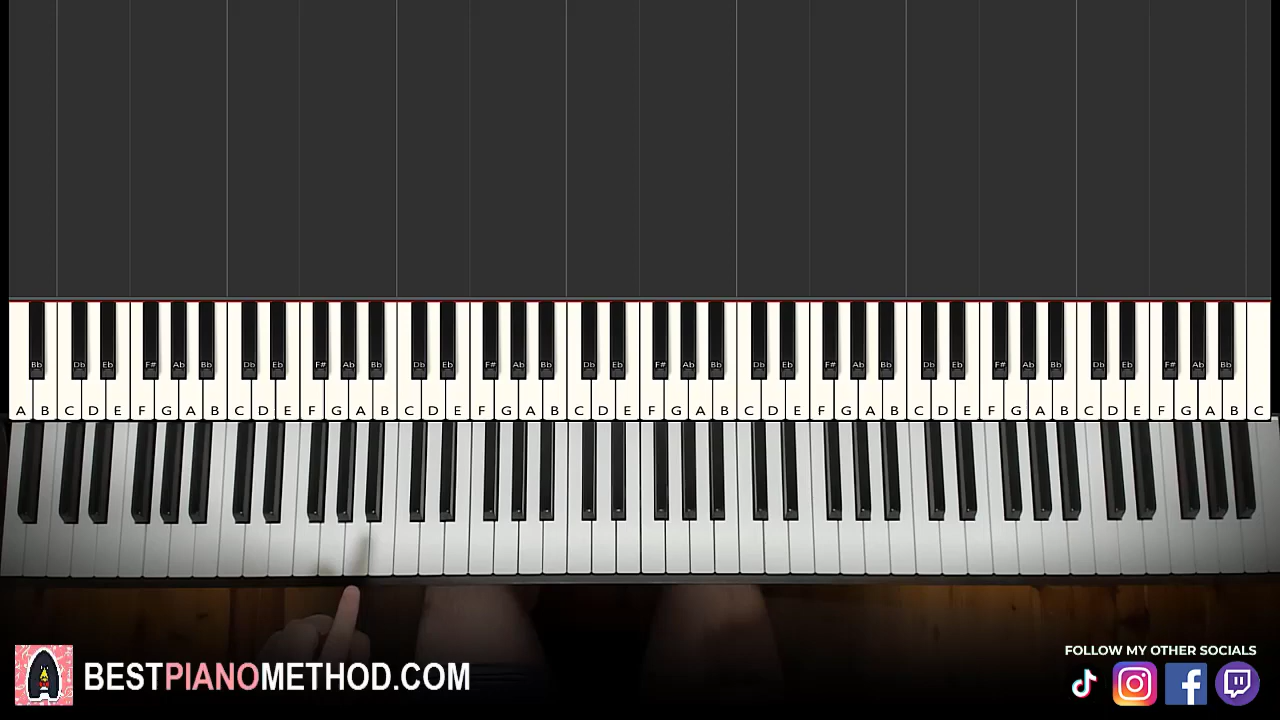 Bb Db Eb F# Ab Bb Db Eb F# Ab Bb Db Eb F# Ab Bb Db Eb F# Ab Bb Db Eb F# Ab Bb Db Eb F# Ab Bb Db Eb F# Ab Bb
A B C D E F G A B C D E F G A B C D E F G A B C D E F G A B C D E F G A B C D E F G A B C D E F G A B C
FOLLOW MY OTHER SOCIALS
BESTPIANOMETHOD.COM